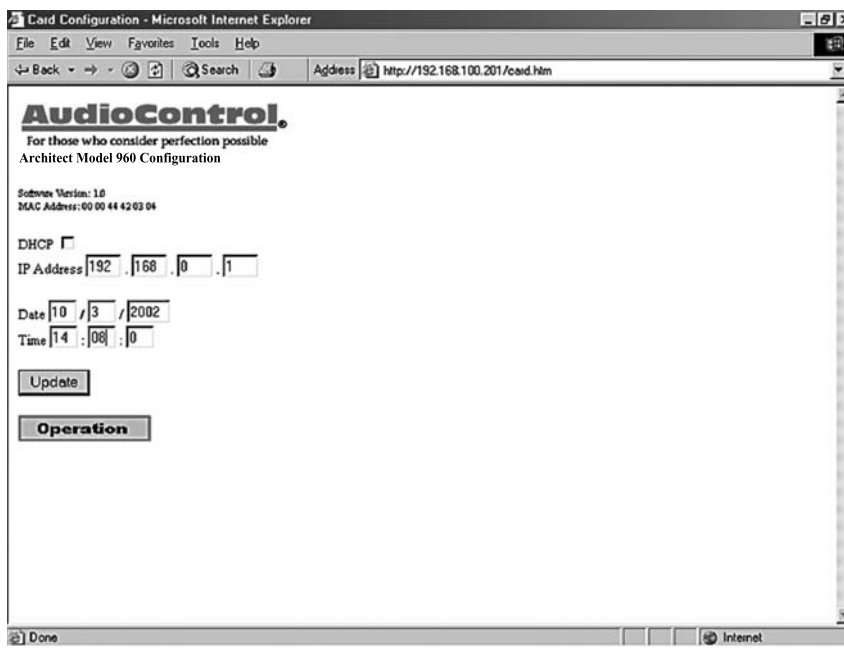 Card Configuration - Microsoft Internet Explorer
File Edit View Favorites Tools Help
Back Search Address http://192.168.100.201/card.htm
AudioControl®
For those who consider perfection possible
Architect Model 960 Configuration
Software Version: 1.0
MAC Address: 00 00 44 42 03 04
DHCP
IP Address 192 . 168 . 0 . 1
Date 10 / 3 / 2002
Time 14 : 08 : 0
Update
Operation
Done Internet